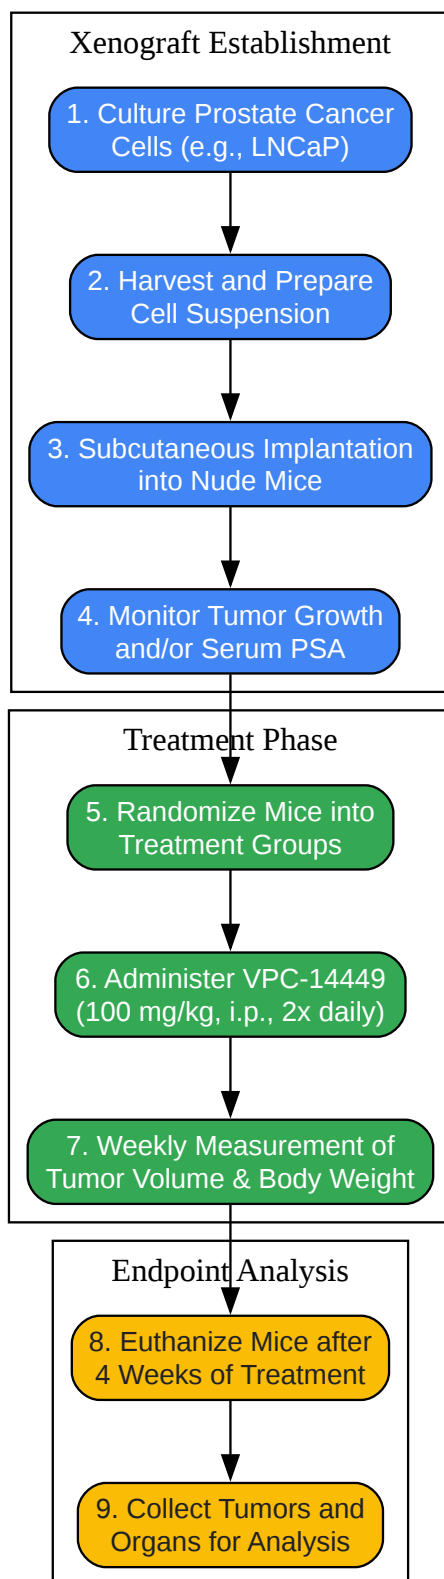 Xenograft Establishment
1. Culture Prostate Cancer
Cells (e.g., LNCaP)
2. Harvest and Prepare
Cell Suspension
3. Subcutaneous Implantation
into Nude Mice
4. Monitor Tumor Growth
and/or Serum PSA
Treatment Phase
5. Randomize Mice into
Treatment Groups
6. Administer VPC-14449
(100 mg/kg, i.p., 2x daily)
7. Weekly Measurement of
Tumor Volume & Body Weight
Endpoint Analysis
8. Euthanize Mice after
4 Weeks of Treatment
9. Collect Tumors and
Organs for Analysis